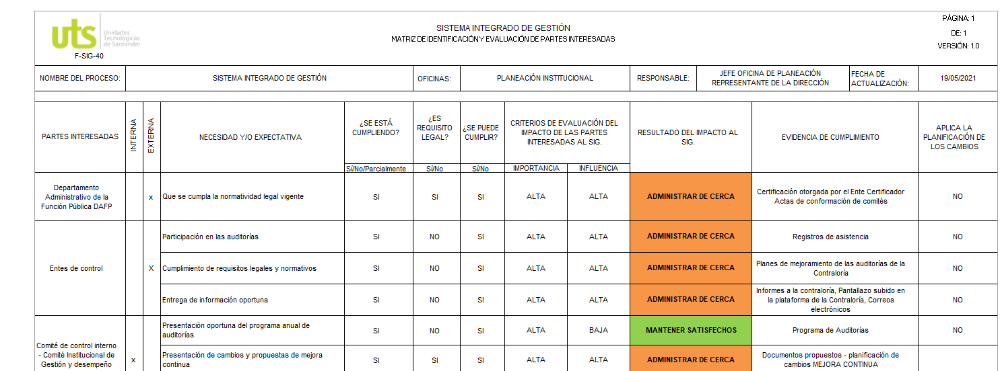 uts
Unidades
Tecnológicas
de Santander
F-SIG-40
SISTEMA INTEGRADO DE GESTIÓN
MATRIZ DE IDENTIFICACIÓN Y EVALUACIÓN DE PARTES INTERESADAS
PÁGINA: 1
DE: 1
VERSIÓN: 1.0
NOMBRE DEL PROCESO:
SISTEMA INTEGRADO DE GESTIÓN
OFICINAS:
PLANEACIÓN INSTITUCIONAL
RESPONSABLE:
JEFE OFICINA DE PLANEACIÓN
REPRESENTANTE DE LA DIRECCIÓN
FECHA DE
ACTUALIZACIÓN:
19/05/2021
PARTES INTERESADAS
INTERNA
EXTERNA
NECESIDAD Y/O EXPECTATIVA
¿SE ESTÁ
CUMPLIENDO?
Sí/No/Parcialmente
¿ES
REQUISITO
LEGAL?
Sí/No
¿SE PUEDE
CUMPLIR?
Sí/No
CRITERIOS DE EVALUACIÓN DEL
IMPACTO DE LAS PARTES
INTERESADAS AL SIG.
IMPORTANCIA
INFLUENCIA
RESULTADO DEL IMPACTO AL
SIG.
EVIDENCIA DE CUMPLIMIENTO
APLICA LA
PLANIFICACIÓN DE
LOS CAMBIOS
Departamento
Administrativo de la
Función Pública DAFP
x
Que se cumpla la normatividad legal vigente
SI
SI
SI
ALTA
ALTA
ADMINISTRAR DE CERCA
Certificación otorgada por el Ente Certificador
Actas de conformación de comités
NO
Entes de control
X
Participación en las auditorías
SI
NO
SI
ALTA
ALTA
ADMINISTRAR DE CERCA
Registros de asistencia
NO
Cumplimiento de requisitos legales y normativos
SI
NO
SI
ALTA
ALTA
ADMINISTRAR DE CERCA
Planes de mejoramiento de las auditorías de la
Contraloría
NO
Entrega de información oportuna
SI
NO
SI
ALTA
ALTA
ADMINISTRAR DE CERCA
Informes a la contraloría, Pantallazo subido en
la plataforma de la Contraloría, Correos
electrónicos
NO
Comité de control interno
- Comité Institucional de
Gestión y desempeño
x
Presentación oportuna del programa anual de
auditorías
SI
NO
SI
ALTA
BAJA
MANTENER SATISFECHOS
Programa de Auditorías
NO
Presentación de cambios y propuestas de mejora
continua
SI
SI
SI
ALTA
ALTA
ADMINISTRAR DE CERCA
Documentos propuestos - planificación de
cambios MEJORA CONTINUA